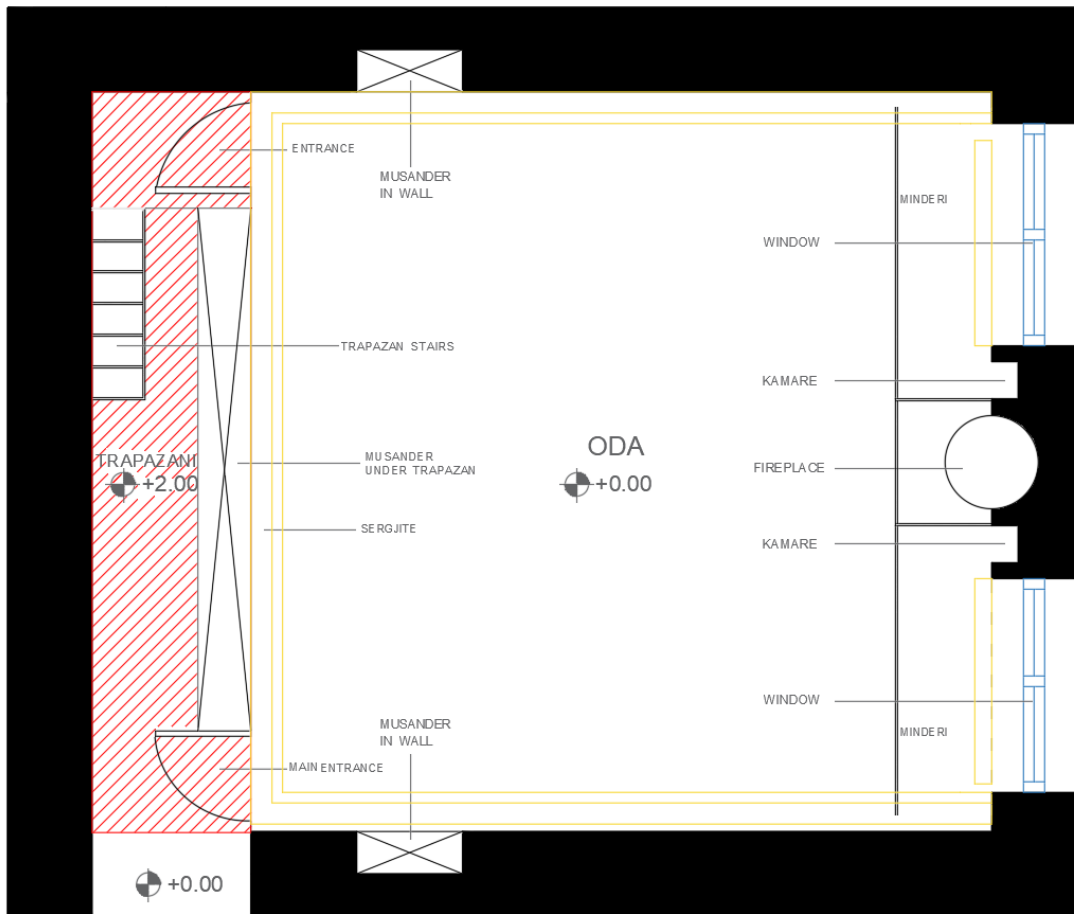 ENTRANCE
MUSANDER
IN WALL
MINDERI
WINDOW
TRAPAZAN STAIRS
KAMARE
ODA
+0.00
TRAPAZANI
+2.00
MUSANDER
UNDER TRAPAZAN
FIREPLACE
SERGJITE
KAMARE
WINDOW
MUSANDER
IN WALL
MINDERI
MAIN ENTRANCE
+0.00